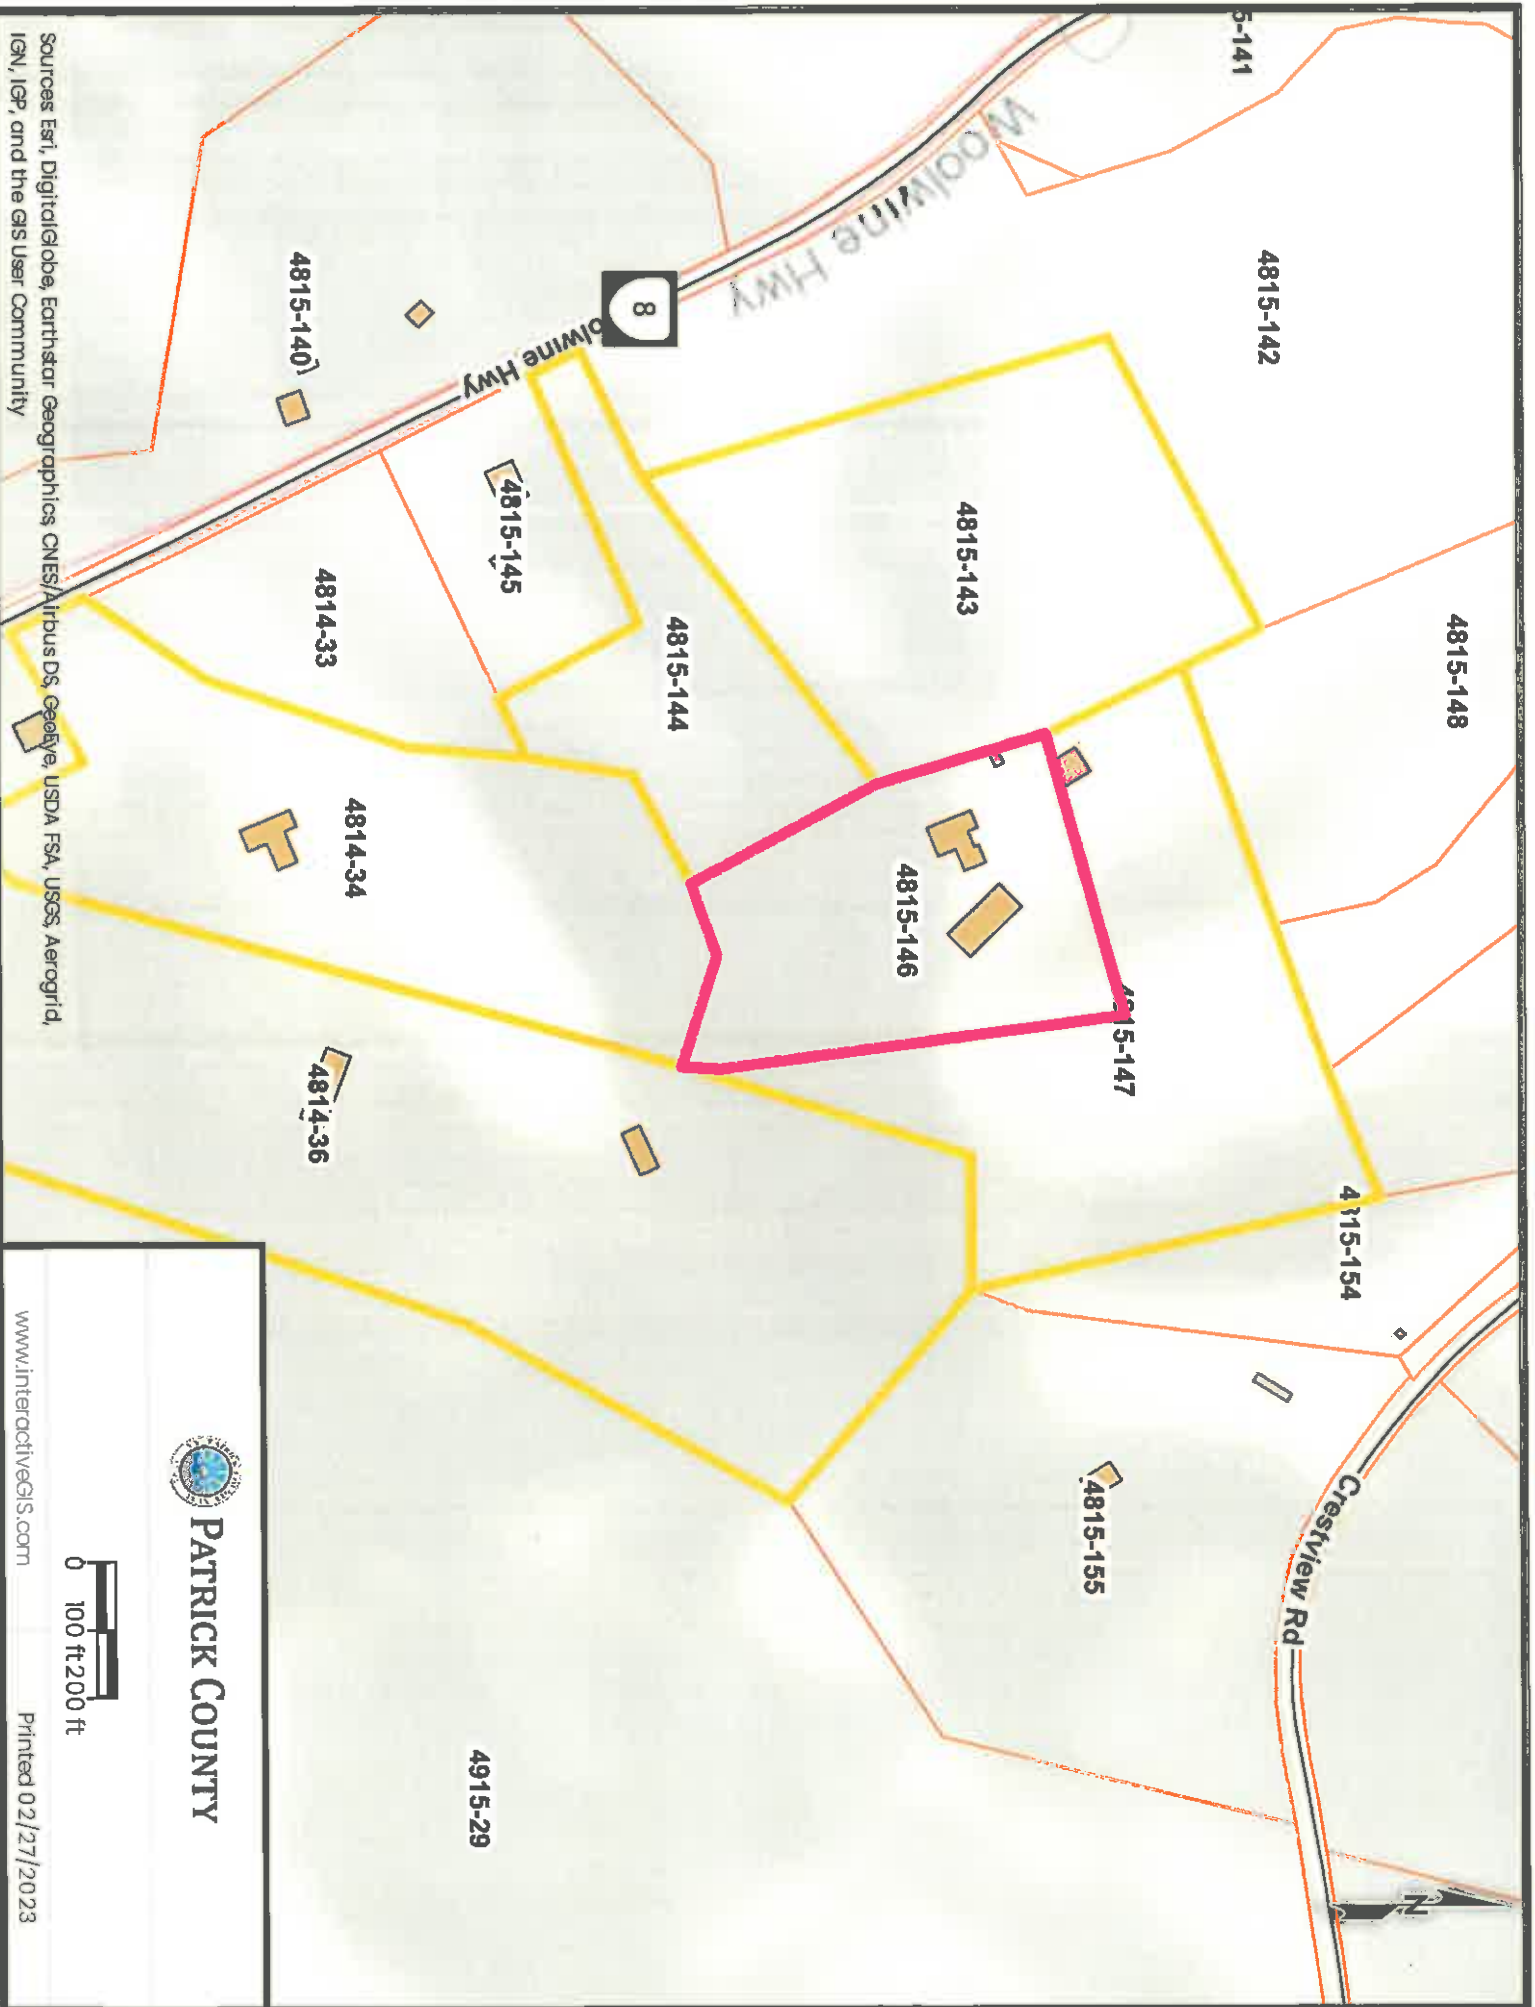 5-141
4815-142
4815-148
Woolwine Hwy
8
olwine Hwy
4815-143
4815-140
4815-145
4815-144
4814-33
4814-34
4815-146
4815-147
4814-36
4315-154
Crestview Rd
4815-155
4915-29
N
Sources: Esri, DigitalGlobe, Earthstar Geographics, CNES/Airbus DS, GeoEye, USDA FSA, USGS, Aerogrid,
IGN, IGP, and the GIS User Community
PATRICK COUNTY
0 100 ft 200 ft
www.interactiveGIS.com
Printed 02/27/2023